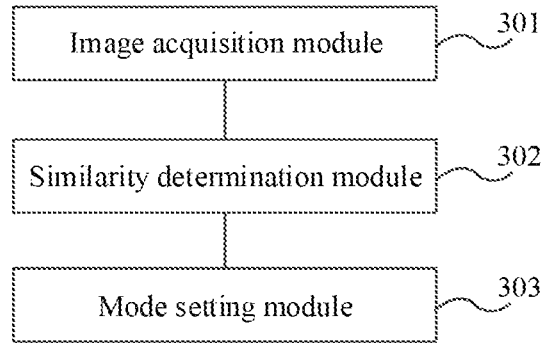 Image acquisition module
301
Similarity determination module
302
Mode setting module
303